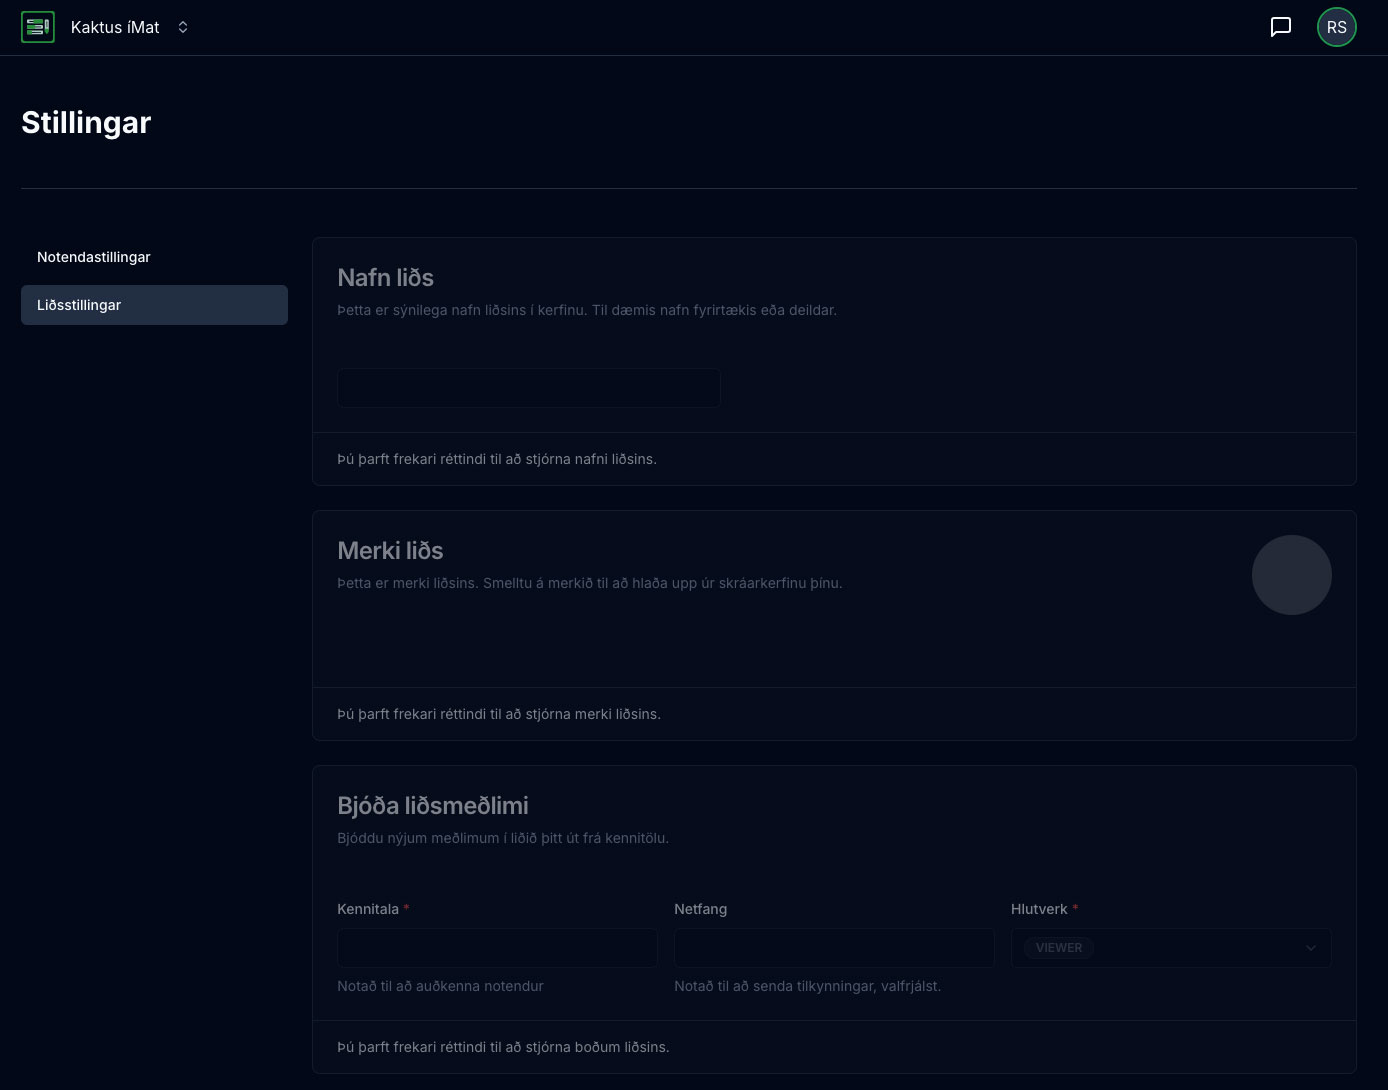 Kaktus íMat
RS
Stillingar
Notendastillingar
Liðsstillingar
Nafn liðs
Þetta er sýnilega nafn liðsins í kerfinu. Til dæmis nafn fyrirtækis eða deildar.
Þú þarft frekari réttindi til að stjórna nafni liðsins.
Merki liðs
Þetta er merki liðsins. Smelltu á merkið til að hlaða upp úr skráarkerfinu þínu.
Þú þarft frekari réttindi til að stjórna merki liðsins.
Bjóða liðsmeðlimi
Bjóddu nýjum meðlimum í liðið þitt út frá kennitölu.
Kennitala *
Netfang
Hlutverk *
VIEWER
Notað til að auðkenna notendur
Notað til að senda tilkynningar, valfrjálst.
Þú þarft frekari réttindi til að stjórna boðum liðsins.